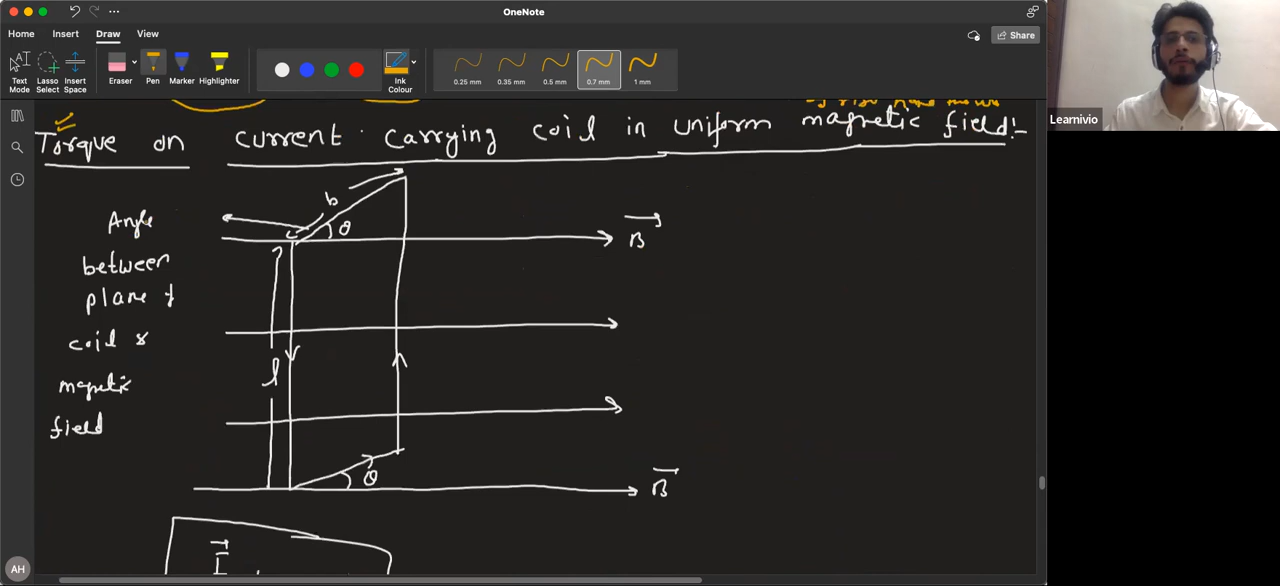 OneNote
Home Insert Draw View
Share
Text Mode
Lasso Select
Insert Space
Eraser
Pen
Marker
Highlighter
Ink Colour
0.25 mm
0.35 mm
0.5 mm
0.7 mm
1 mm
Learnivio
Torque on current carrying coil in uniform magnetic field:-
b
θ
B
Angle
between
plane of
coil &
magnetic
field
l
θ
B
AH